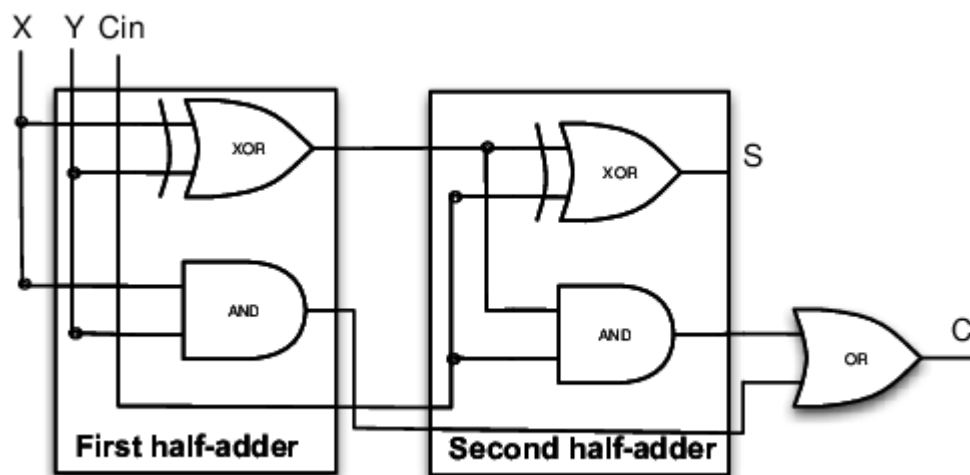 X Y Cin
XOR
XOR
S
AND
AND
OR
C
First half-adder
Second half-adder